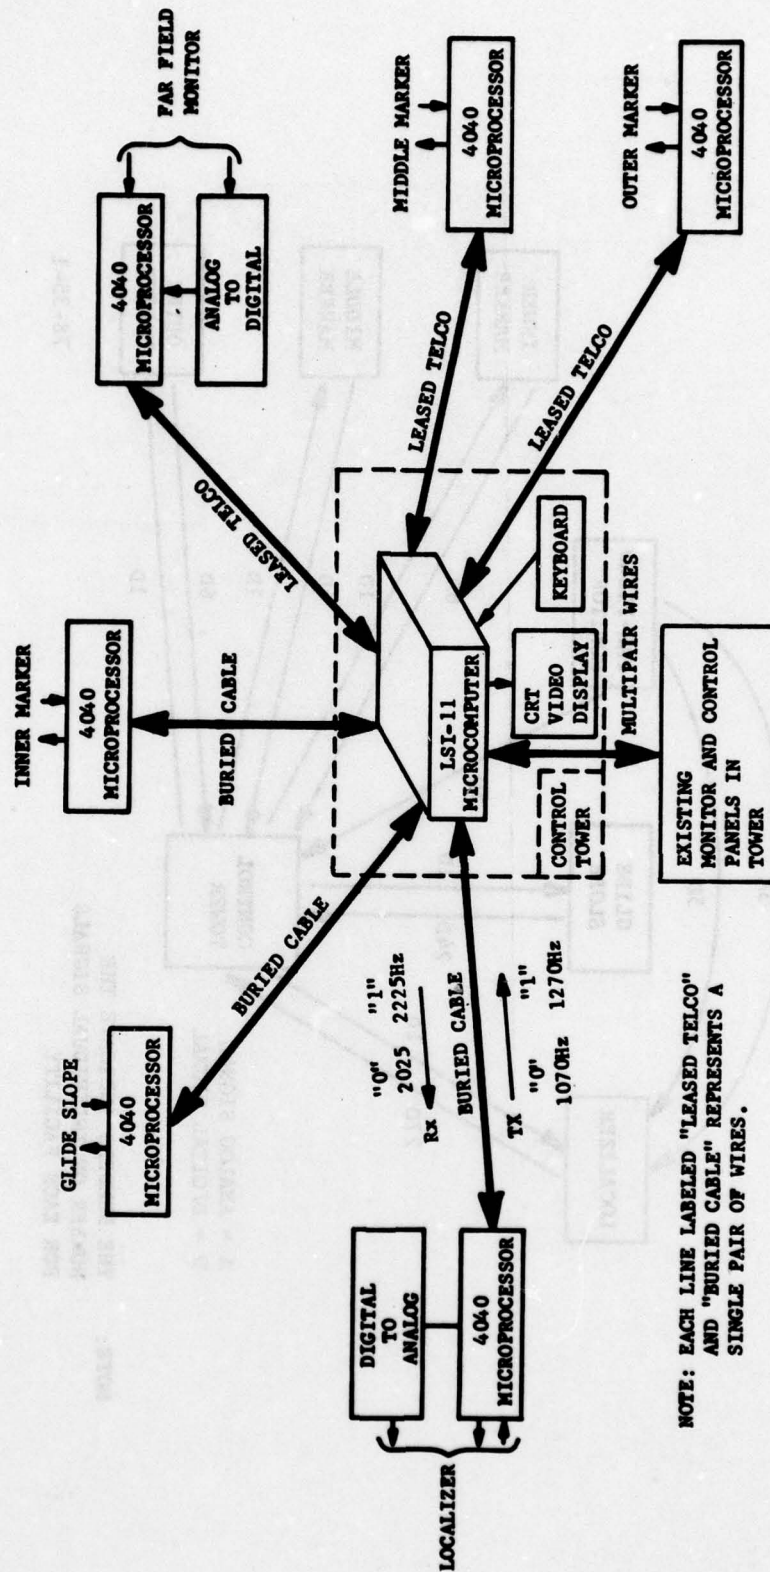 GLIDE SLOPE
4040
MICROPROCESSOR
INNER MARKER
4040
MICROPROCESSOR
4040
MICROPROCESSOR
ANALOG
TO
DIGITAL
FAR FIELD
MONITOR
BURIED CABLE
BURIED CABLE
LEASED TELCO
MIDDLE MARKER
4040
MICROPROCESSOR
LEASED TELCO
OUTER MARKER
4040
MICROPROCESSOR
LEASED TELCO
LSI-11
MICROCOMPUTER
KEYBOARD
CRT
VIDEO
DISPLAY
CONTROL
TOWER
MULTIPAIR WIRES
EXISTING
MONITOR AND CONTROL
PANELS IN
TOWER
LOCALIZER
DIGITAL
TO
ANALOG
4040
MICROPROCESSOR
"0" "1"
2025 2225Hz
Rx
BURIED CABLE
TX
"0" "1"
1070Hz 1270Hz
NOTE: EACH LINE LABELED "LEASED TELCO"
AND "BURIED CABLE" REPRESENTS A
SINGLE PAIR OF WIRES.
78-35-1
LOCALIZER